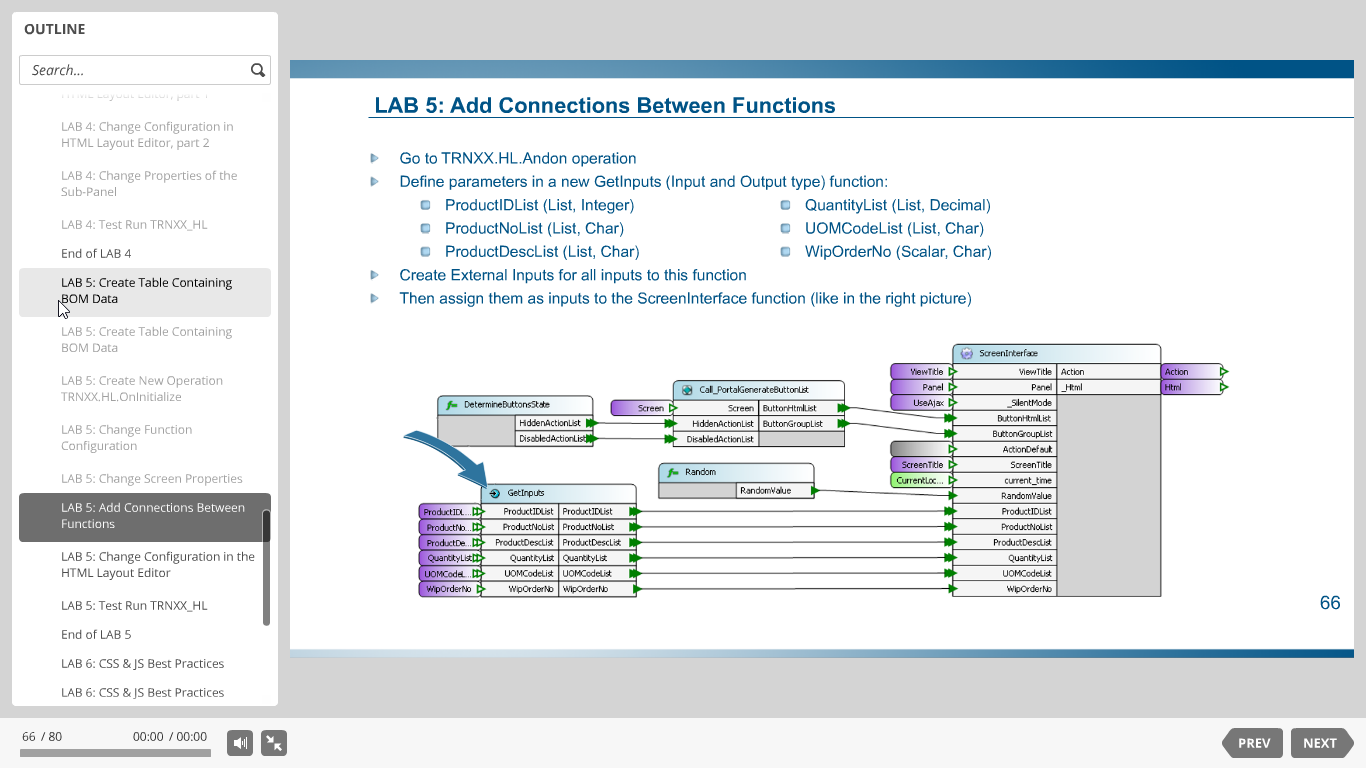 OUTLINE
Search...
HTML Layout Editor, part 1
LAB 4: Change Configuration in
HTML Layout Editor, part 2
LAB 4: Change Properties of the
Sub-Panel
LAB 4: Test Run TRNXX_HL
End of LAB 4
LAB 5: Create Table Containing
BOM Data
LAB 5: Create Table Containing
BOM Data
LAB 5: Create New Operation
TRNXX.HL.OnInitialize
LAB 5: Change Function
Configuration
LAB 5: Change Screen Properties
LAB 5: Add Connections Between
Functions
LAB 5: Change Configuration in the
HTML Layout Editor
LAB 5: Test Run TRNXX_HL
End of LAB 5
LAB 6: CSS & JS Best Practices
LAB 6: CSS & JS Best Practices
LAB 5: Add Connections Between Functions
Go to TRNXX.HL.Andon operation
Define parameters in a new GetInputs (Input and Output type) function:
ProductIDList (List, Integer)
QuantityList (List, Decimal)
ProductNoList (List, Char)
UOMCodeList (List, Char)
ProductDescList (List, Char)
WipOrderNo (Scalar, Char)
Create External Inputs for all inputs to this function
Then assign them as inputs to the ScreenInterface function (like in the right picture)
DetermineButtonsState
HiddenActionList
DisabledActionList
Screen
Call_PortalGenerateButtonList
Screen ButtonHtmlList
HiddenActionList ButtonGroupList
DisabledActionList
Random
RandomValue
GetInputs
ProductIDL... ProductIDList ProductIDList
ProductNo... ProductNoList ProductNoList
ProductDe... ProductDescList ProductDescList
QuantityList QuantityList QuantityList
UOMCodeL... UOMCodeList UOMCodeList
WipOrderNo WipOrderNo WipOrderNo
ScreenInterface
ViewTitle ViewTitle Action Action
Panel Panel _Html Html
UseAjax _SilentMode
ButtonHtmlList
ButtonGroupList
ActionDefault
ScreenTitle ScreenTitle
CurrentLoc... current_time
RandomValue
ProductIDList
ProductNoList
ProductDescList
QuantityList
UOMCodeList
WipOrderNo
66
66 / 80
00:00 / 00:00
PREV
NEXT